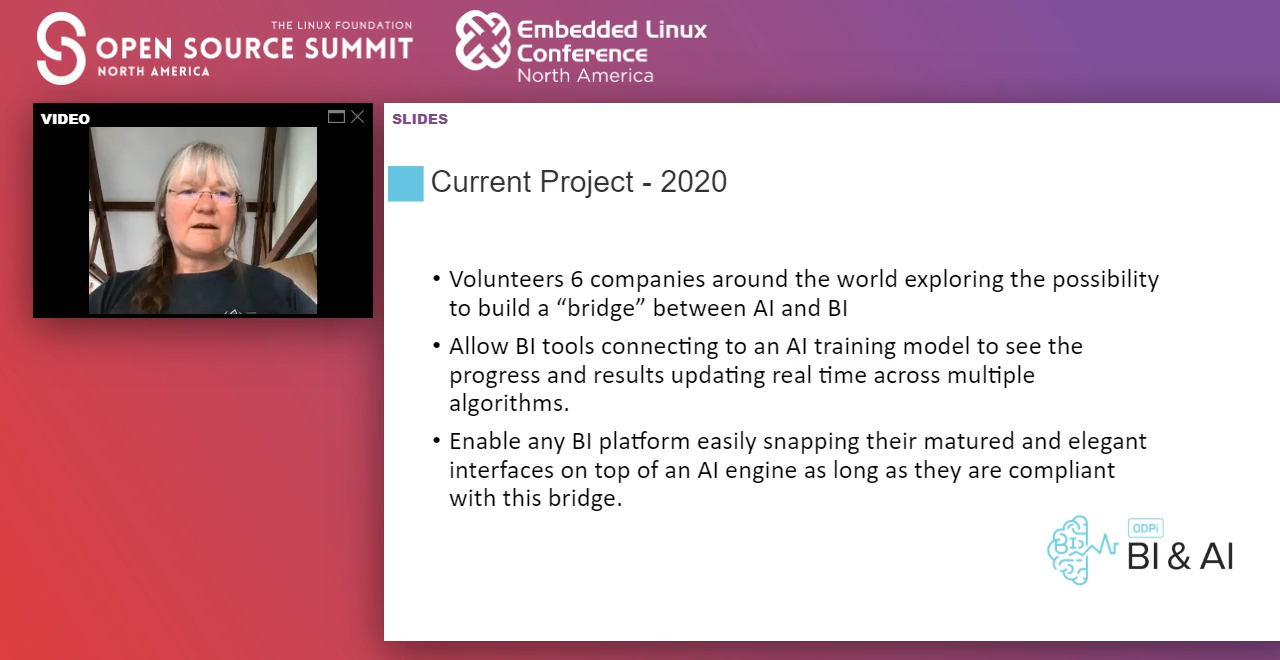 THE LINUX FOUNDATION
OPEN SOURCE SUMMIT
NORTH AMERICA
Embedded Linux
Conference
North America
VIDEO
SLIDES
Current Project - 2020
• Volunteers 6 companies around the world exploring the possibility
to build a “bridge” between AI and BI
• Allow BI tools connecting to an AI training model to see the
progress and results updating real time across multiple
algorithms.
• Enable any BI platform easily snapping their matured and elegant
interfaces on top of an AI engine as long as they are compliant
with this bridge.
ODPi
BI
BI & AI